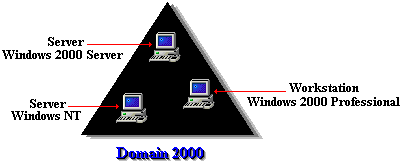 Server
Windows 2000 Server
Workstation
Windows 2000 Professional
Server
Windows NT
Domain 2000